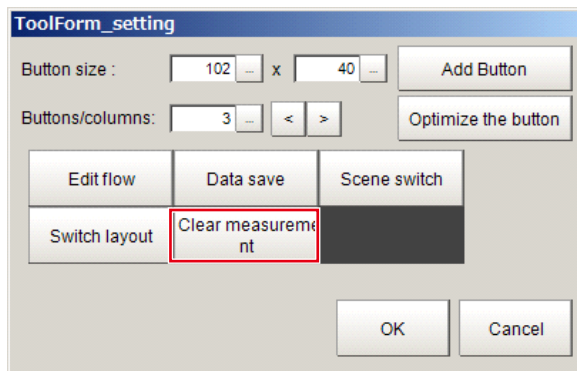 ToolForm_setting
Button size : 102 ... x 40 ... Add Button
Buttons/columns: 3 ... < > Optimize the button
Edit flow Data save Scene switch
Switch layout Clear measureme
nt
OK Cancel